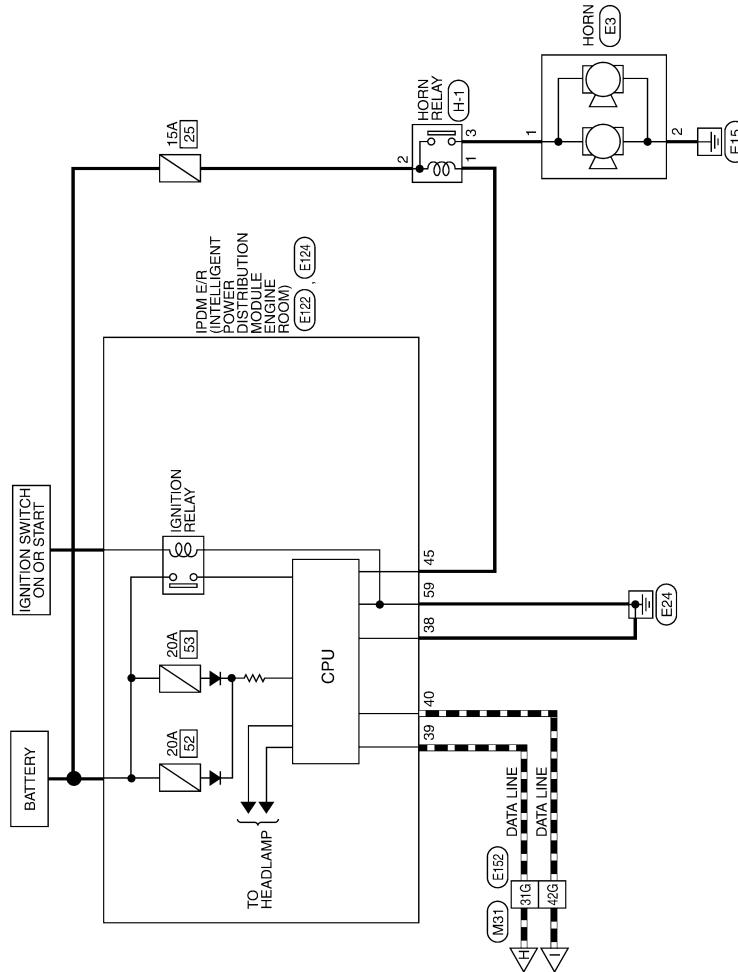 BATTERY
IGNITION SWITCH
ON OR START
20A
52
20A
53
IGNITION
RELAY
IPDM E/R
(INTELLIGENT
POWER
DISTRIBUTION
MODULE
ENGINE
ROOM)
E122 , E124
15A
25
TO
HEADLAMP
CPU
39
40
38
59
45
2
HORN
RELAY
H-1
1
3
1
HORN
E3
2
E15
DATA LINE
DATA LINE
E24
M31
E152
31G
42G
H
I